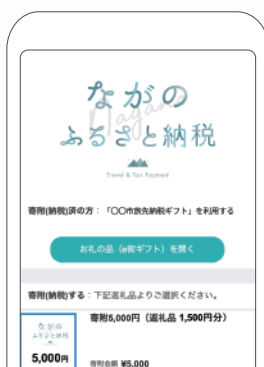 ながの
Nagano
ふるさと納税
Travel & Tax Payment
寄附(納税)済の方：「〇〇市旅先納税ギフト」を利用する
お礼の品（e街ギフト）を開く
寄附(納税)する：下記返礼品よりご選択ください。
寄附5,000円（返礼品 1,500円分）
ながの
ふるさと納税
5,000円
寄附金額 ¥5,000